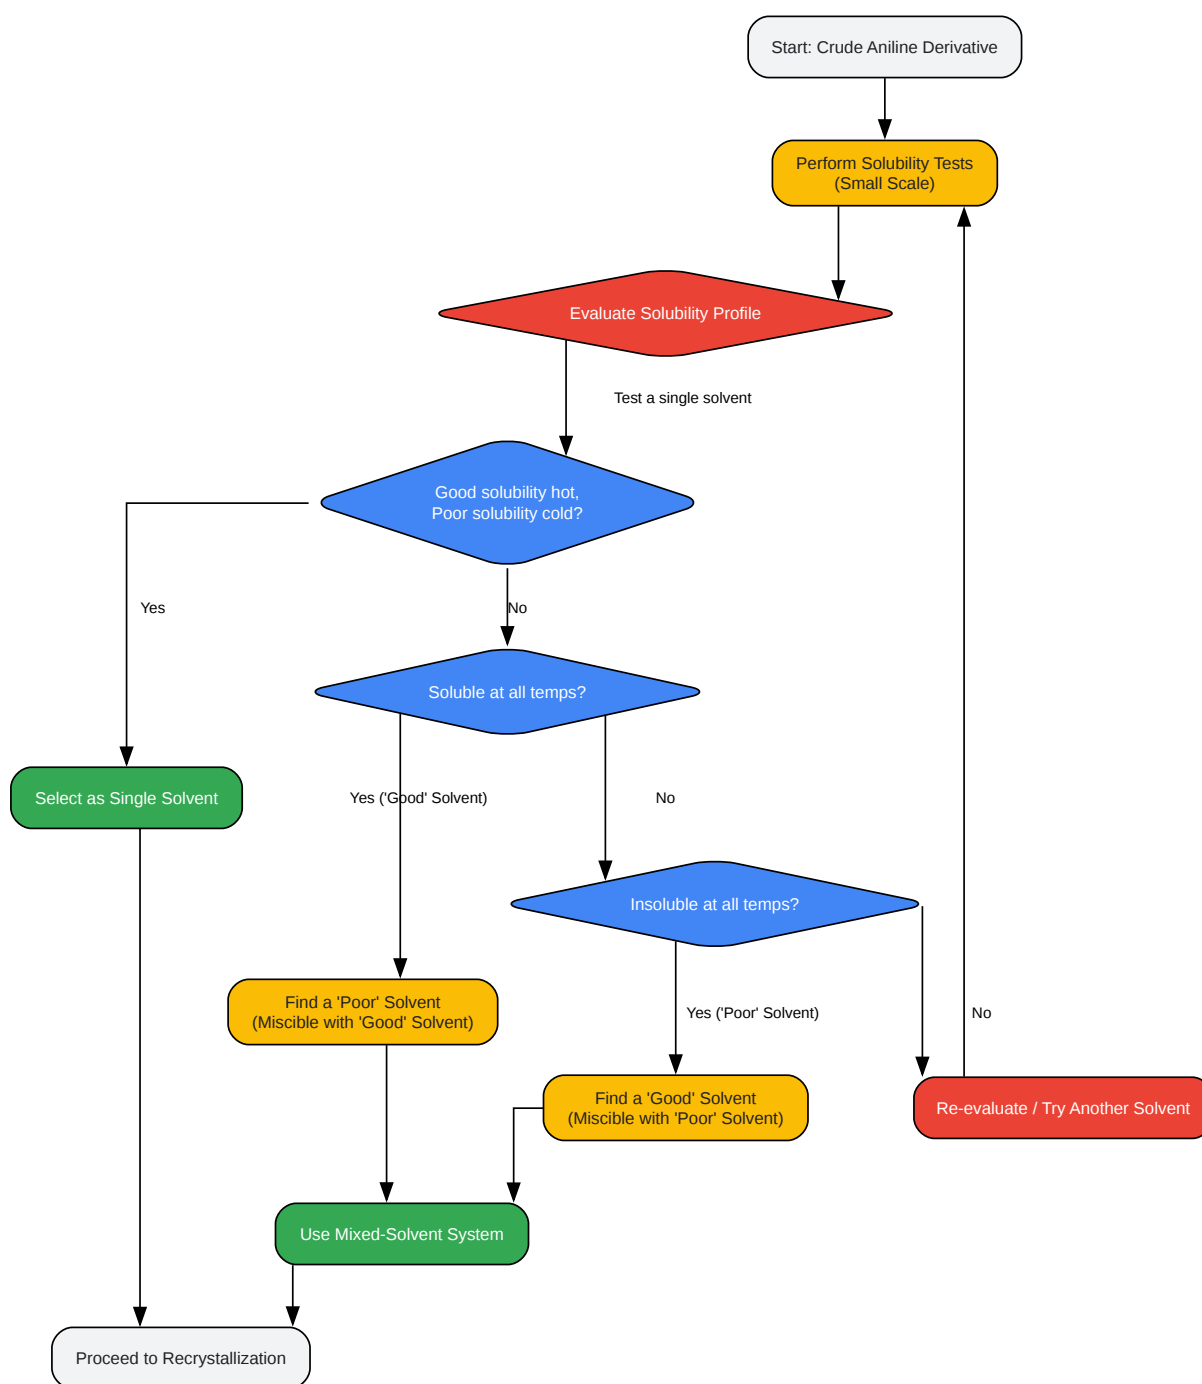 Start: Crude Aniline Derivative
Perform Solubility Tests
(Small Scale)
Evaluate Solubility Profile
Test a single solvent
Good solubility hot,
Poor solubility cold?
Yes
No
Soluble at all temps?
Select as Single Solvent
Yes ('Good' Solvent)
No
Insoluble at all temps?
Find a 'Poor' Solvent
(Miscible with 'Good' Solvent)
Yes ('Poor' Solvent)
No
Find a 'Good' Solvent
(Miscible with 'Poor' Solvent)
Re-evaluate / Try Another Solvent
Use Mixed-Solvent System
Proceed to Recrystallization